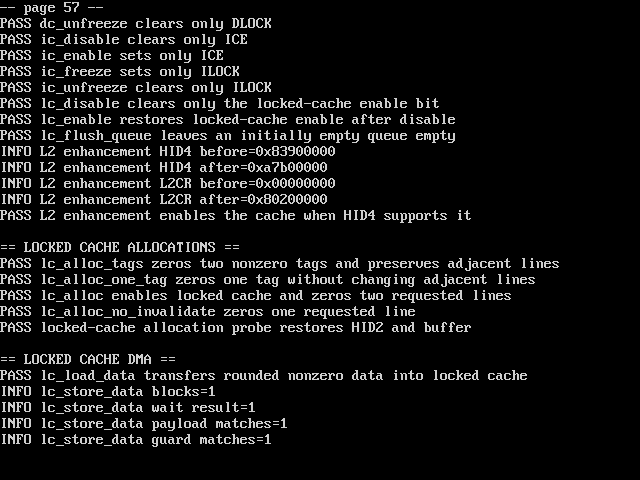 -- page 57 --
PASS dc_unfreeze clears only DLOCK
PASS ic_disable clears only ICE
PASS ic_enable sets only ICE
PASS ic_freeze sets only ILOCK
PASS ic_unfreeze clears only ILOCK
PASS lc_disable clears only the locked-cache enable bit
PASS lc_enable restores locked-cache enable after disable
PASS lc_flush_queue leaves an initially empty queue empty
INFO L2 enhancement HID4 before=0x83900000
INFO L2 enhancement HID4 after=0xa7b00000
INFO L2 enhancement L2CR before=0x00000000
INFO L2 enhancement L2CR after=0x80200000
PASS L2 enhancement enables the cache when HID4 supports it
== LOCKED CACHE ALLOCATIONS ==
PASS lc_alloc_tags zeros two nonzero tags and preserves adjacent lines
PASS lc_alloc_one_tag zeros one tag without changing adjacent lines
PASS lc_alloc enables locked cache and zeros two requested lines
PASS lc_alloc_no_invalidate zeros one requested line
PASS locked-cache allocation probe restores HID2 and buffer
== LOCKED CACHE DMA ==
PASS lc_load_data transfers rounded nonzero data into locked cache
INFO lc_store_data blocks=1
INFO lc_store_data wait result=1
INFO lc_store_data payload matches=1
INFO lc_store_data guard matches=1